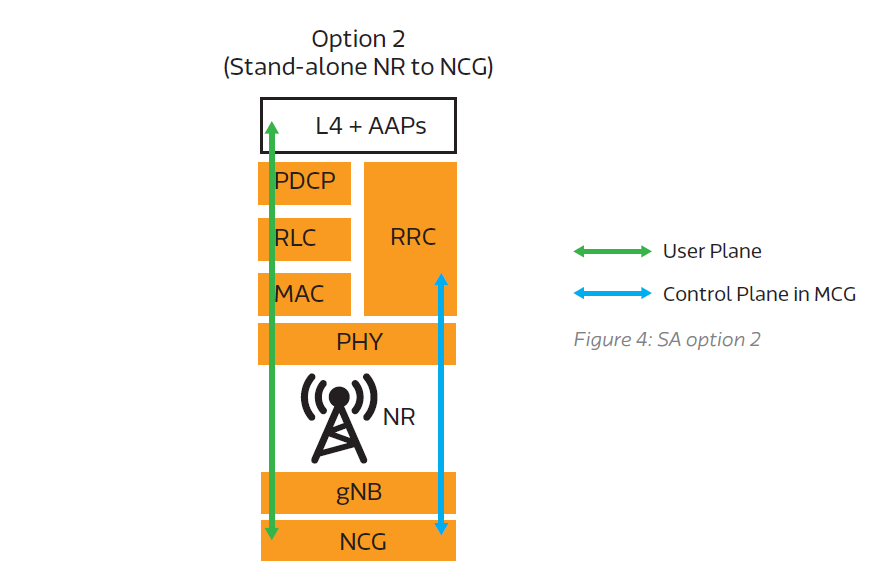 Option 2
(Stand-alone NR to NCG)
L4 + AAPs
PDCP
RLC
RRC
MAC
PHY
NR
gNB
NCG
User Plane
Control Plane in MCG
Figure 4: SA option 2